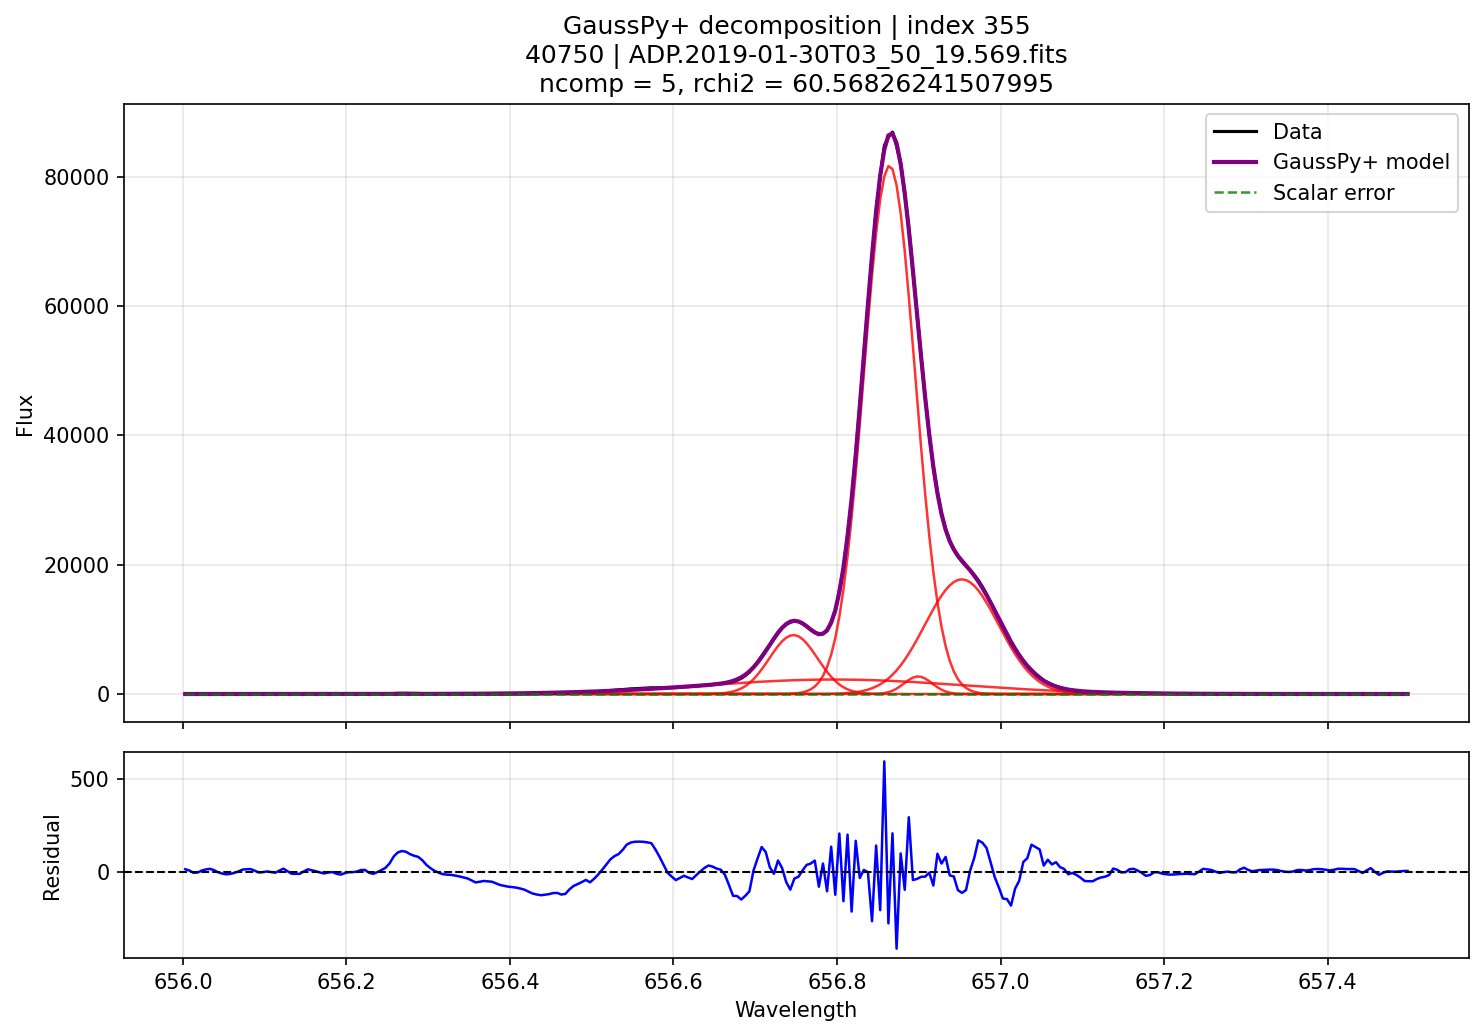 GaussPy+ decomposition | index 355
40750 | ADP.2019-01-30T03_50_19.569.fits
ncomp = 5, rchi2 = 60.56826241507995
Data
GaussPy+ model
Scalar error
80000
60000
40000
20000
0
Flux
500
0
Residual
656.0 656.2 656.4 656.6 656.8 657.0 657.2 657.4
Wavelength